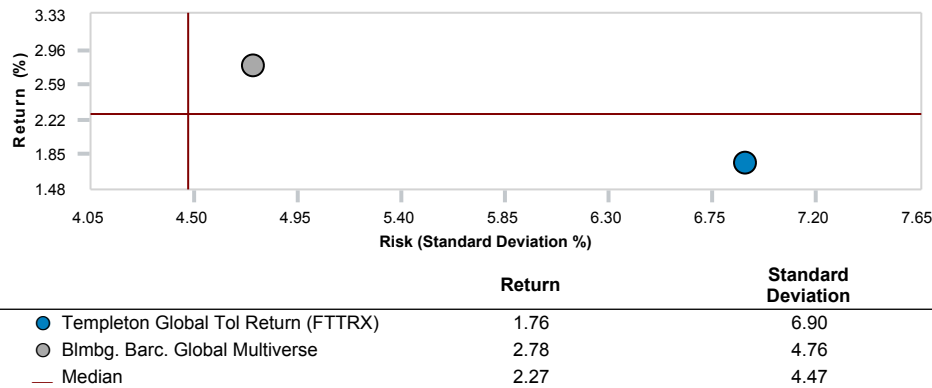 3.33
2.96
2.59
2.22
1.85
1.48
Return (%)
4.05 4.50 4.95 5.40 5.85 6.30 6.75 7.20 7.65
Risk (Standard Deviation %)
Return Standard Deviation
Templeton Global Tol Return (FTTRX) 1.76 6.90
Blmbg. Barc. Global Multiverse 2.78 4.76
Median 2.27 4.47